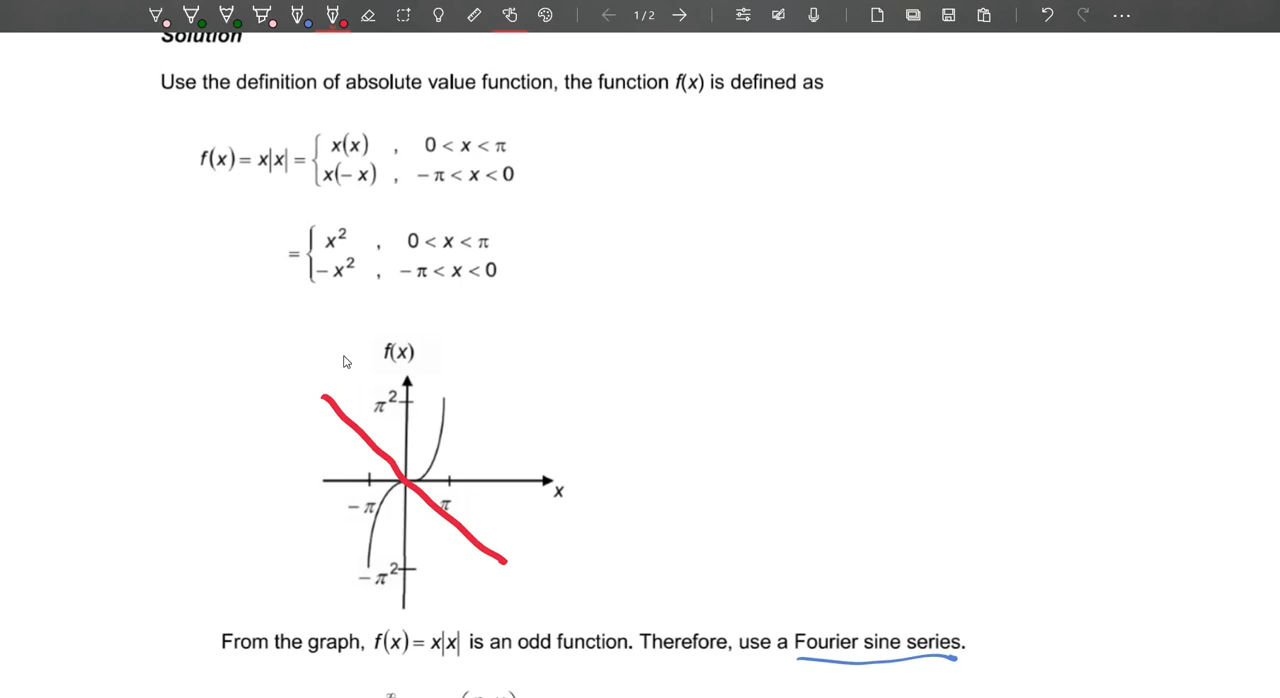 1/2
Solution
Use the definition of absolute value function, the function f(x) is defined as
f(x) = x|x| = { x(x) , 0 < x < π
x(− x) , − π < x < 0
= { x² , 0 < x < π
− x² , − π < x < 0
f(x)
π²
− π π x
− π²
From the graph, f(x) = x|x| is an odd function. Therefore, use a Fourier sine series.